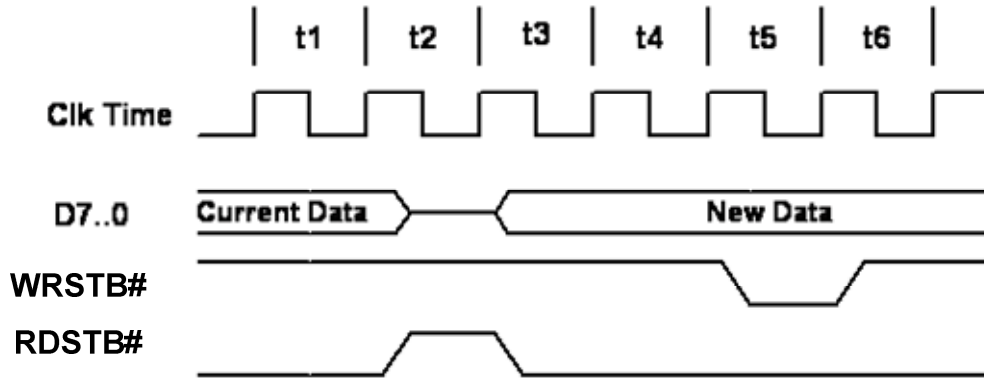 t1 t2 t3 t4 t5 t6
Clk Time
D7..0 Current Data New Data
WRSTB#
RDSTB#